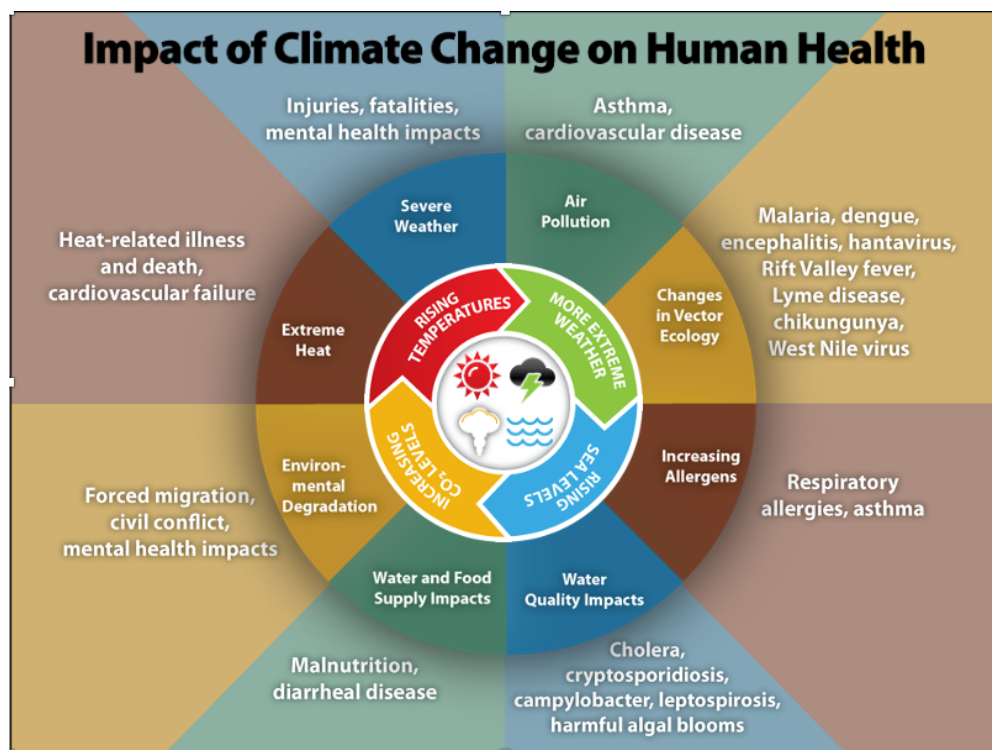 Impact of Climate Change on Human Health
Injuries, fatalities,
mental health impacts
Asthma,
cardiovascular disease
Severe
Weather
Air
Pollution
Heat-related illness
and death,
cardiovascular failure
Extreme
Heat
Malaria, dengue,
encephalitis, hantavirus,
Rift Valley fever,
Lyme disease,
chikungunya,
West Nile virus
Changes
in Vector
Ecology
RISING
TEMPERATURES
MORE EXTREME
WEATHER
INCREASING
CO₂ LEVELS
RISING
SEA LEVELS
Forced migration,
civil conflict,
mental health impacts
Environ-
mental
Degradation
Increasing
Allergens
Respiratory
allergies, asthma
Water and Food
Supply Impacts
Water
Quality Impacts
Malnutrition,
diarrheal disease
Cholera,
cryptosporidiosis,
campylobacter, leptospirosis,
harmful algal blooms